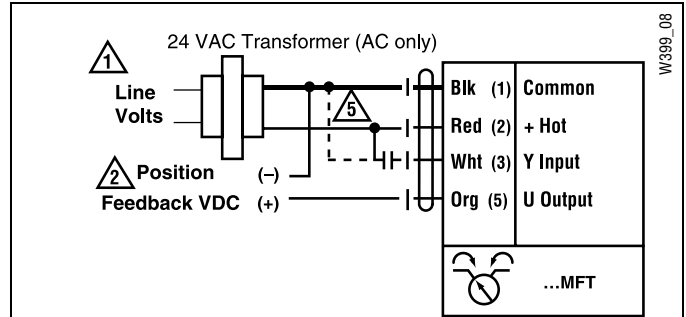 24 VAC Transformer (AC only)
1
Line
Volts
5
2
Position (–)
Feedback VDC (+)
Blk (1) Common
Red (2) + Hot
Wht (3) Y Input
Org (5) U Output
...MFT
W399_08